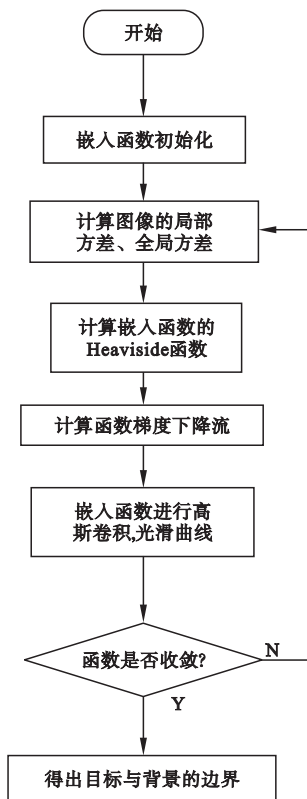 开始
嵌入函数初始化
计算图像的局部
方差、全局方差
计算嵌入函数的
Heaviside函数
计算函数梯度下降流
嵌入函数进行高
斯卷积,光滑曲线
函数是否收敛?
N
Y
得出目标与背景的边界